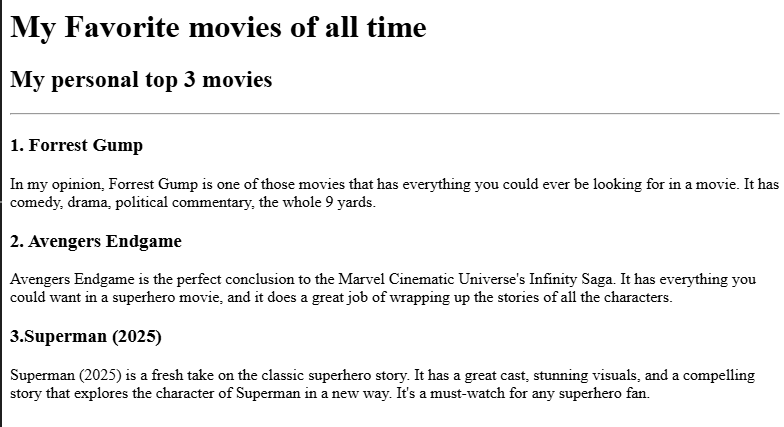 My Favorite movies of all time
My personal top 3 movies
1. Forrest Gump
In my opinion, Forrest Gump is one of those movies that has everything you could ever be looking for in a movie. It has
comedy, drama, political commentary, the whole 9 yards.
2. Avengers Endgame
Avengers Endgame is the perfect conclusion to the Marvel Cinematic Universe's Infinity Saga. It has everything you
could want in a superhero movie, and it does a great job of wrapping up the stories of all the characters.
3.Superman (2025)
Superman (2025) is a fresh take on the classic superhero story. It has a great cast, stunning visuals, and a compelling
story that explores the character of Superman in a new way. It's a must-watch for any superhero fan.